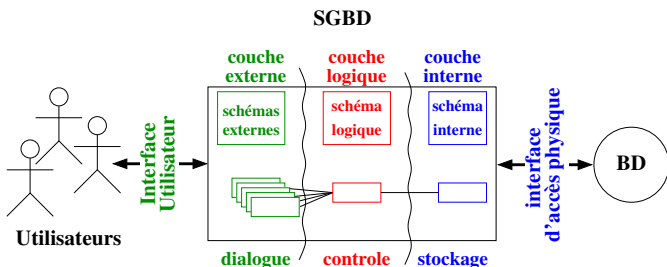 SGBD
couche
externe
couche
logique
couche
interne
schémas
externes
schéma
logique
schéma
interne
Interface
Utilisateur
interface
d'accès physique
BD
Utilisateurs
dialogue
controle
stockage